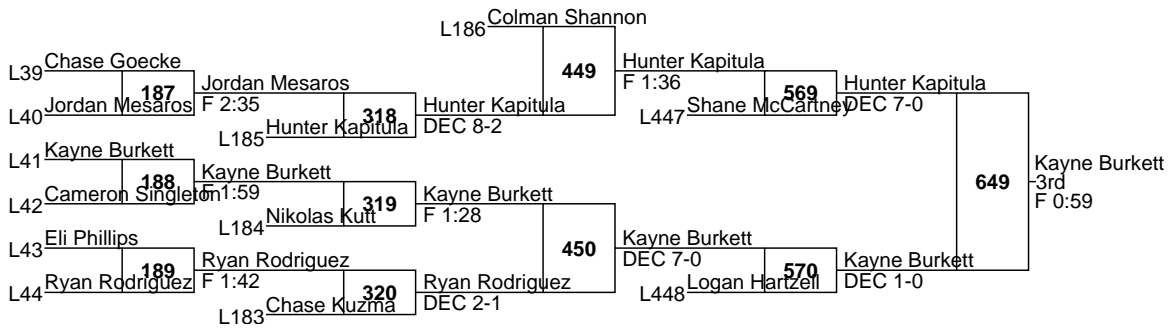 L186 Colman Shannon
L39 Chase Goecke
449
Hunter Kapitula
F 1:36
187
Jordan Mesaros
F 2:35
569
Hunter Kapitula
DEC 7-0
L40 Jordan Mesaros
318
Hunter Kapitula
DEC 8-2
L447 Shane McCartney
L185 Hunter Kapitula
L41 Kayne Burkett
188
Kayne Burkett
F 1:59
649
Kayne Burkett
3rd
F 0:59
L42 Cameron Singleton
319
Kayne Burkett
F 1:28
L184 Nikolas Kutt
L43 Eli Phillips
450
Kayne Burkett
DEC 7-0
189
Ryan Rodriguez
F 1:42
570
Kayne Burkett
DEC 1-0
L44 Ryan Rodriguez
320
Ryan Rodriguez
DEC 2-1
L448 Logan Hartzell
L183 Chase Kuzma